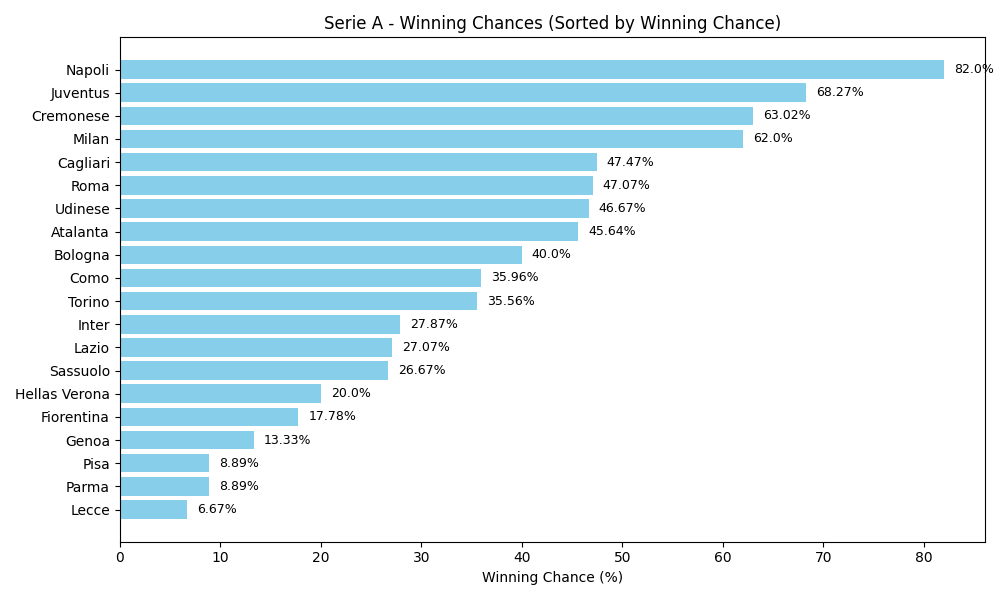 Serie A - Winning Chances (Sorted by Winning Chance)
Napoli 82.0%
Juventus 68.27%
Cremonese 63.02%
Milan 62.0%
Cagliari 47.47%
Roma 47.07%
Udinese 46.67%
Atalanta 45.64%
Bologna 40.0%
Como 35.96%
Torino 35.56%
Inter 27.87%
Lazio 27.07%
Sassuolo 26.67%
Hellas Verona 20.0%
Fiorentina 17.78%
Genoa 13.33%
Pisa 8.89%
Parma 8.89%
Lecce 6.67%
0 10 20 30 40 50 60 70 80
Winning Chance (%)